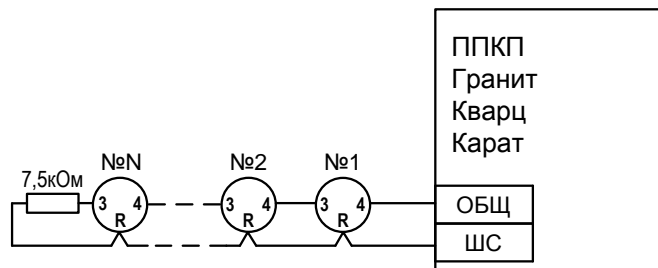 ППКП
Гранит
Кварц
Карат
7,5кОм
№N
№2
№1
3 4
3 4
3 4
ОБЩ
R
R
R
ШС